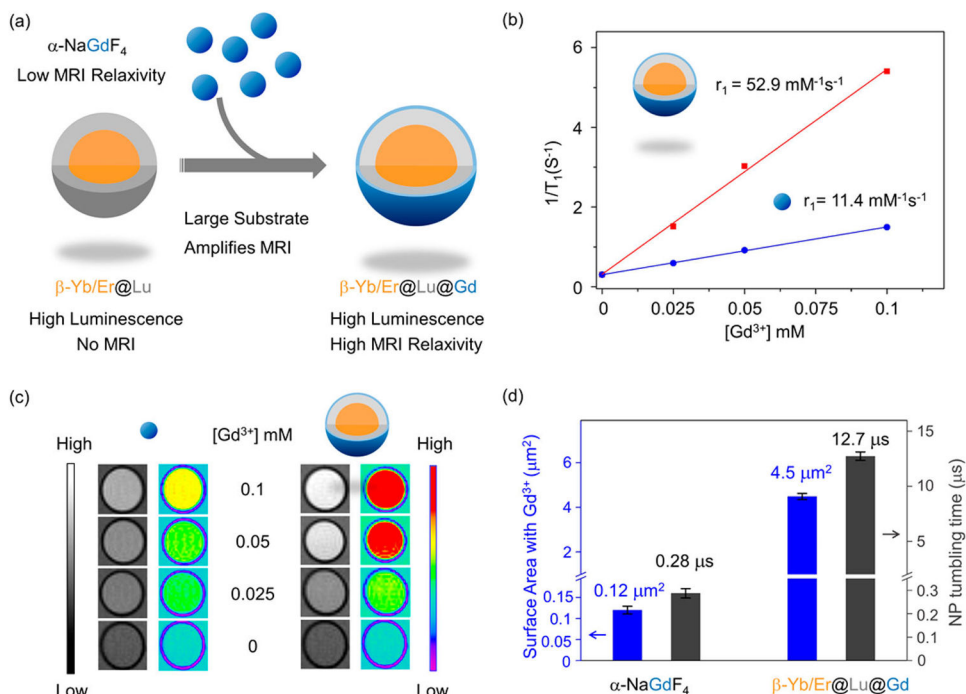 (a)
α-NaGdF₄
Low MRI Relaxivity
Large Substrate
Amplifies MRI
β-Yb/Er@Lu
High Luminescence
No MRI
β-Yb/Er@Lu@Gd
High Luminescence
High MRI Relaxivity
(b)
1/T₁(S⁻¹)
6
4
2
0
r₁ = 52.9 mM⁻¹s⁻¹
r₁= 11.4 mM⁻¹s⁻¹
0 0.025 0.05 0.075 0.1
[Gd³⁺] mM
(c)
High
[Gd³⁺] mM
High
0.1
0.05
0.025
0
Low
Low
(d)
Surface Area with Gd³⁺ (μm²)
6
4
2
0.15
0.1
0.05
0
0.12 μm²
0.28 μs
4.5 μm²
12.7 μs
15
10
5
0.3
0.2
0.1
0
NP tumbling time (μs)
α-NaGdF₄
β-Yb/Er@Lu@Gd